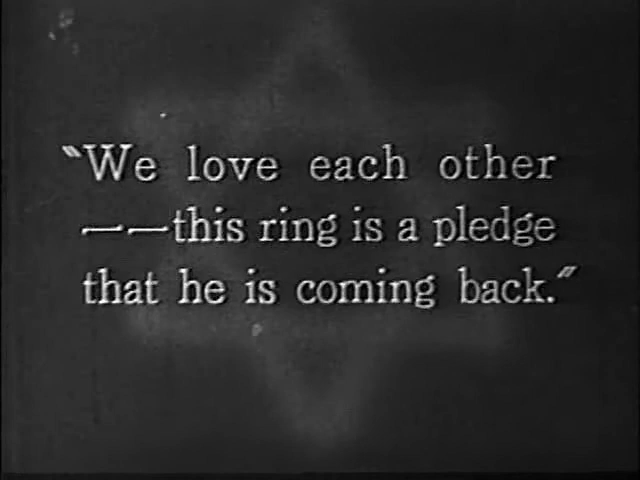 "We love each other
——this ring is a pledge
that he is coming back."